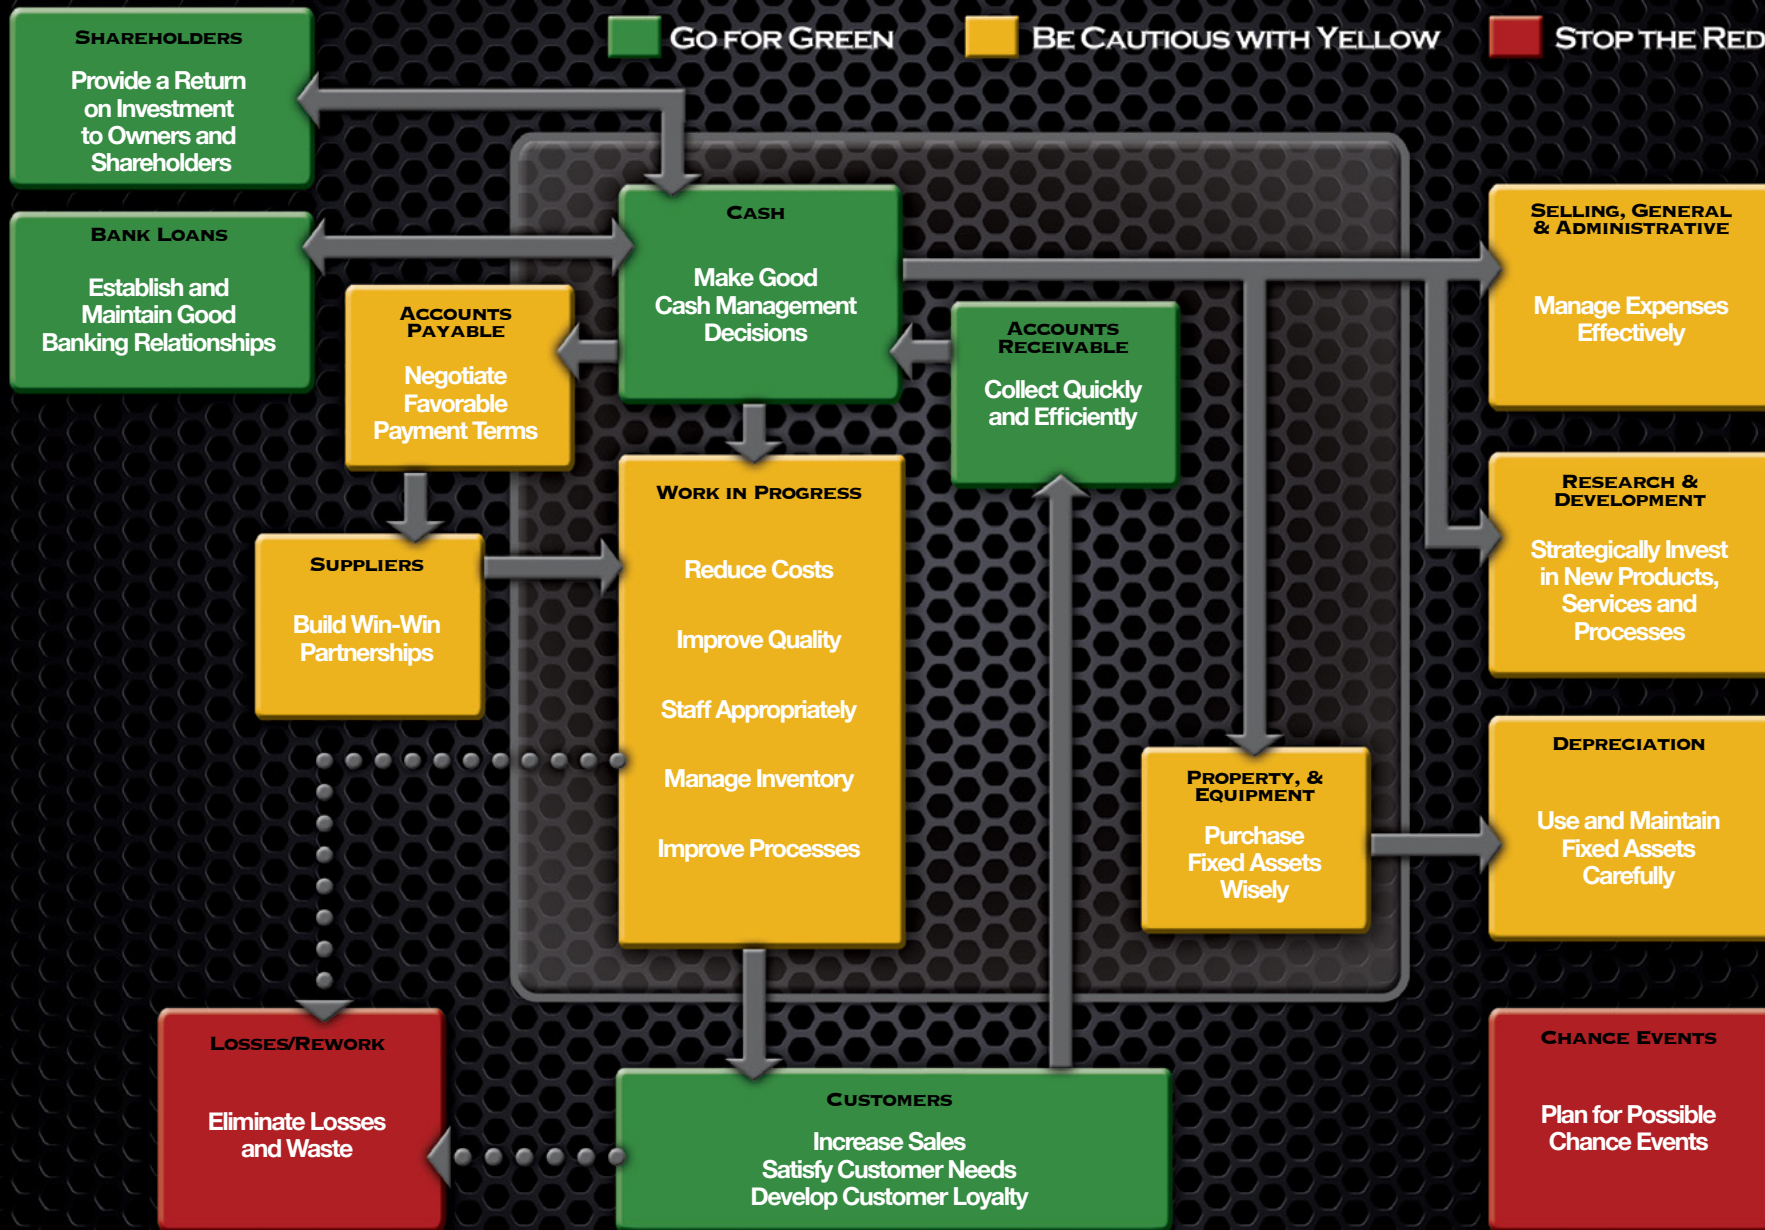 SHAREHOLDERS
Provide a Return
on Investment
to Owners and
Shareholders
GO FOR GREEN
BE CAUTIOUS WITH YELLOW
STOP THE RED
BANK LOANS
Establish and
Maintain Good
Banking Relationships
CASH
Make Good
Cash Management
Decisions
SELLING, GENERAL
& ADMINISTRATIVE
Manage Expenses
Effectively
ACCOUNTS
PAYABLE
Negotiate
Favorable
Payment Terms
ACCOUNTS
RECEIVABLE
Collect Quickly
and Efficiently
WORK IN PROGRESS
Reduce Costs
Improve Quality
Staff Appropriately
Manage Inventory
Improve Processes
RESEARCH &
DEVELOPMENT
Strategically Invest
in New Products,
Services and
Processes
SUPPLIERS
Build Win-Win
Partnerships
PROPERTY, &
EQUIPMENT
Purchase
Fixed Assets
Wisely
DEPRECIATION
Use and Maintain
Fixed Assets
Carefully
LOSSES/REWORK
Eliminate Losses
and Waste
CUSTOMERS
Increase Sales
Satisfy Customer Needs
Develop Customer Loyalty
CHANCE EVENTS
Plan for Possible
Chance Events